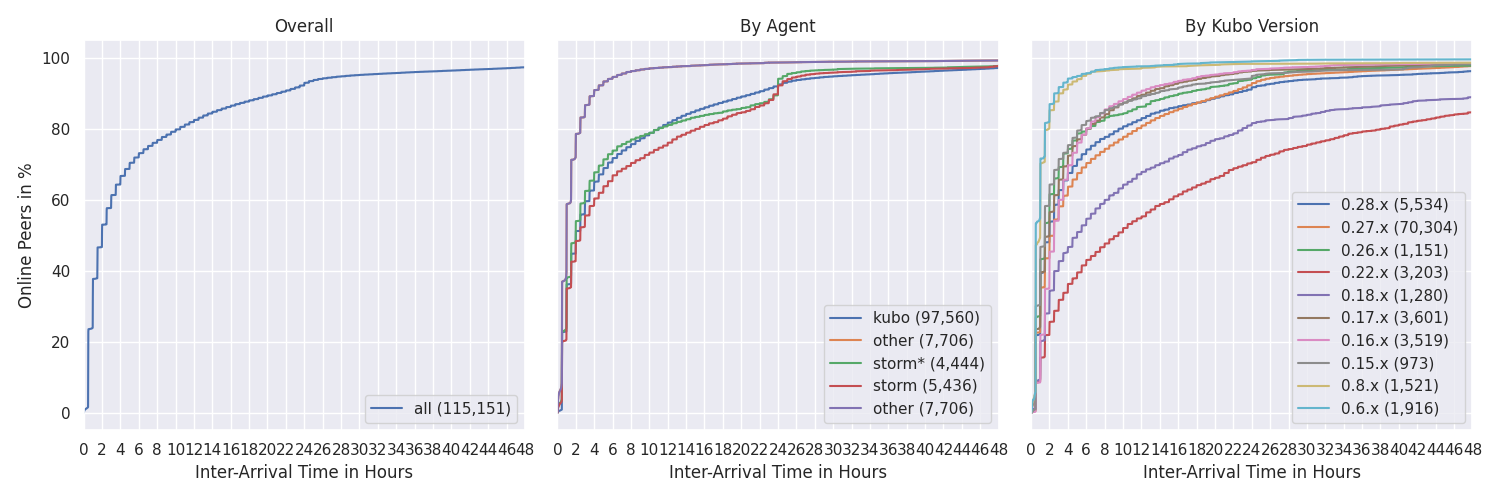 Overall
By Agent
By Kubo Version
Online Peers in %
100
80
60
40
20
0
all (115,151)
kubo (97,560)
other (7,706)
storm* (4,444)
storm (5,436)
other (7,706)
0.28.x (5,534)
0.27.x (70,304)
0.26.x (1,151)
0.22.x (3,203)
0.18.x (1,280)
0.17.x (3,601)
0.16.x (3,519)
0.15.x (973)
0.8.x (1,521)
0.6.x (1,916)
0 2 4 6 8 10 12 14 16 18 20 22 24 26 28 30 32 34 36 38 40 42 44 46 48
0 2 4 6 8 10 12 14 16 18 20 22 24 26 28 30 32 34 36 38 40 42 44 46 48
0 2 4 6 8 10 12 14 16 18 20 22 24 26 28 30 32 34 36 38 40 42 44 46 48
Inter-Arrival Time in Hours
Inter-Arrival Time in Hours
Inter-Arrival Time in Hours